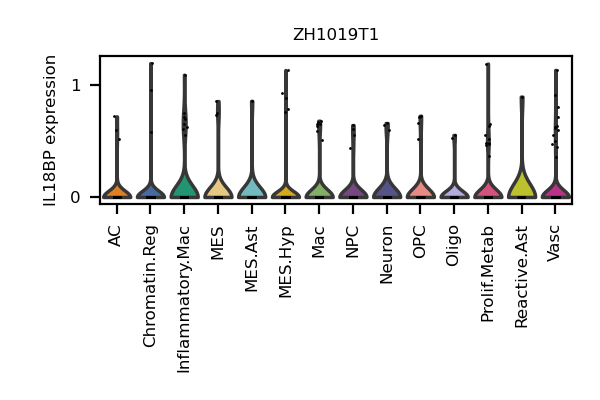 ZH1019T1
IL18BP expression
1
0
AC
Chromatin.Reg
Inflammatory.Mac
MES
MES.Ast
MES.Hyp
Mac
NPC
Neuron
OPC
Oligo
Prolif.Metab
Reactive.Ast
Vasc